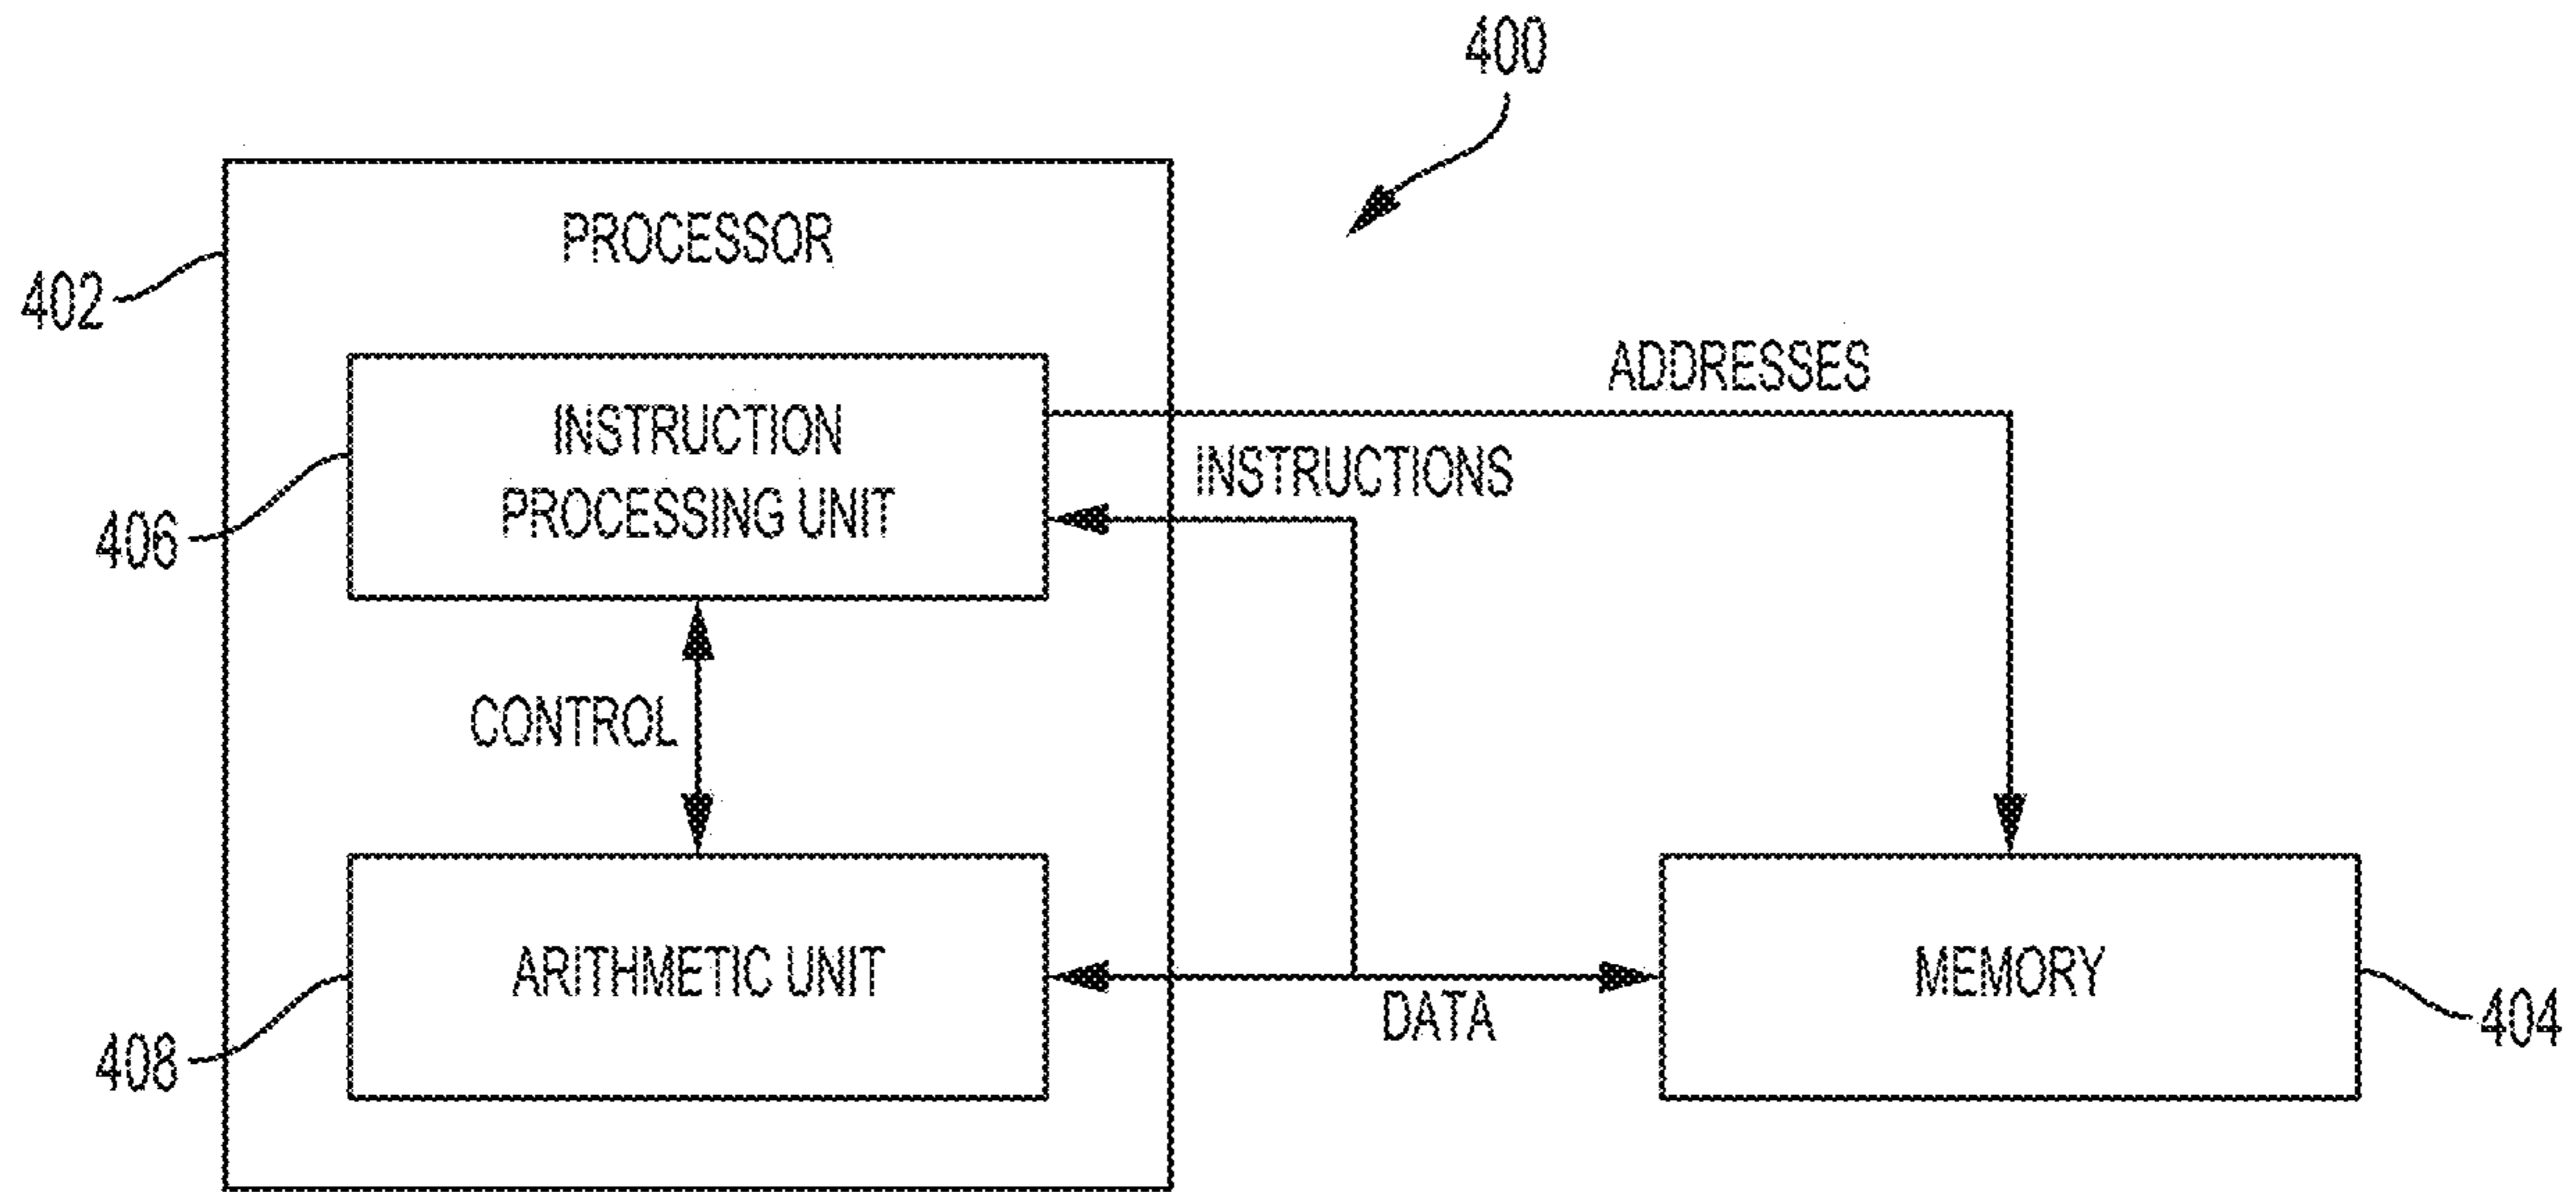 400
PROCESSOR
402
ADDRESSES
INSTRUCTION
PROCESSING UNIT
INSTRUCTIONS
406
CONTROL
ARITHMETIC UNIT
MEMORY
DATA
404
408